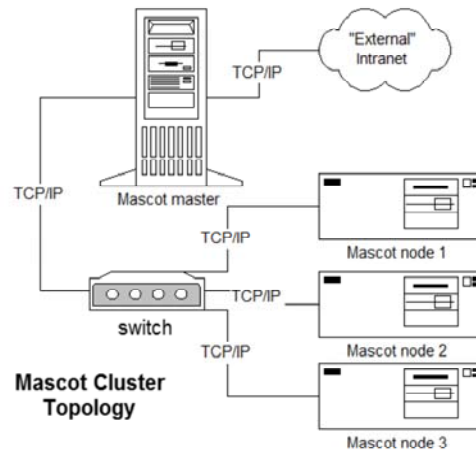 "External"
Intranet
TCP/IP
Mascot master
TCP/IP
TCP/IP
Mascot node 1
TCP/IP
switch
Mascot node 2
TCP/IP
Mascot Cluster
Topology
Mascot node 3